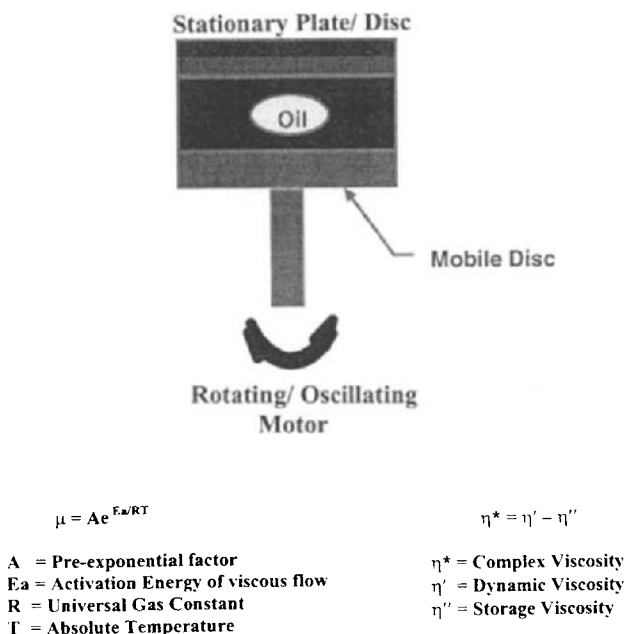 Stationary Plate/ Disc
Oil
Mobile Disc
Rotating/ Oscillating
Motor
μ = Ae^Ea/RT
A = Pre-exponential factor
Ea = Activation Energy of viscous flow
R = Universal Gas Constant
T = Absolute Temperature
η* = η′ – η″
η* = Complex Viscosity
η′ = Dynamic Viscosity
η″ = Storage Viscosity